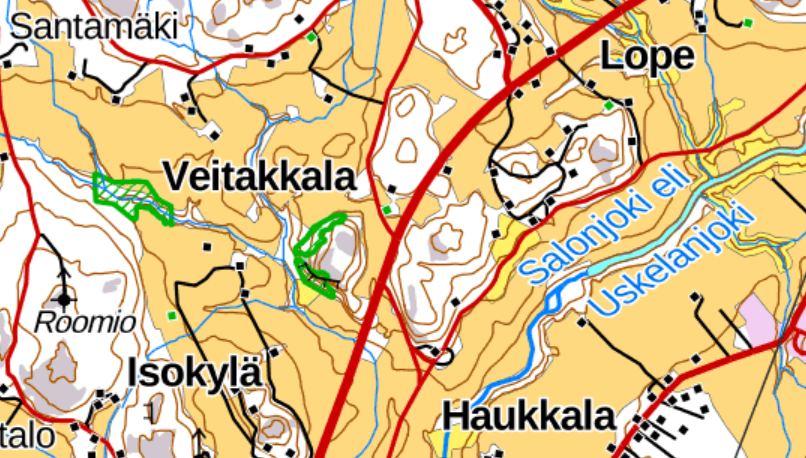 Santamäki
Lope
Veitakkala
Salonjoki eli
Uskelanjoki
Roomio
Isokylä
Haukkala
talo